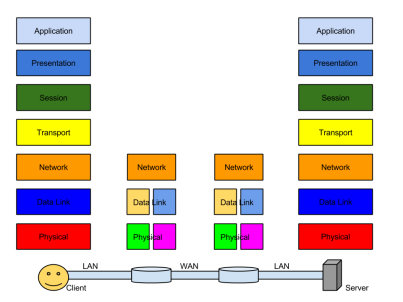 Application Application
Presentation Presentation
Session Session
Transport Transport
Network Network Network Network
Data Link Data Link Data Link Data Link
Physical Physical Physical Physical
LAN WAN LAN
Client Server